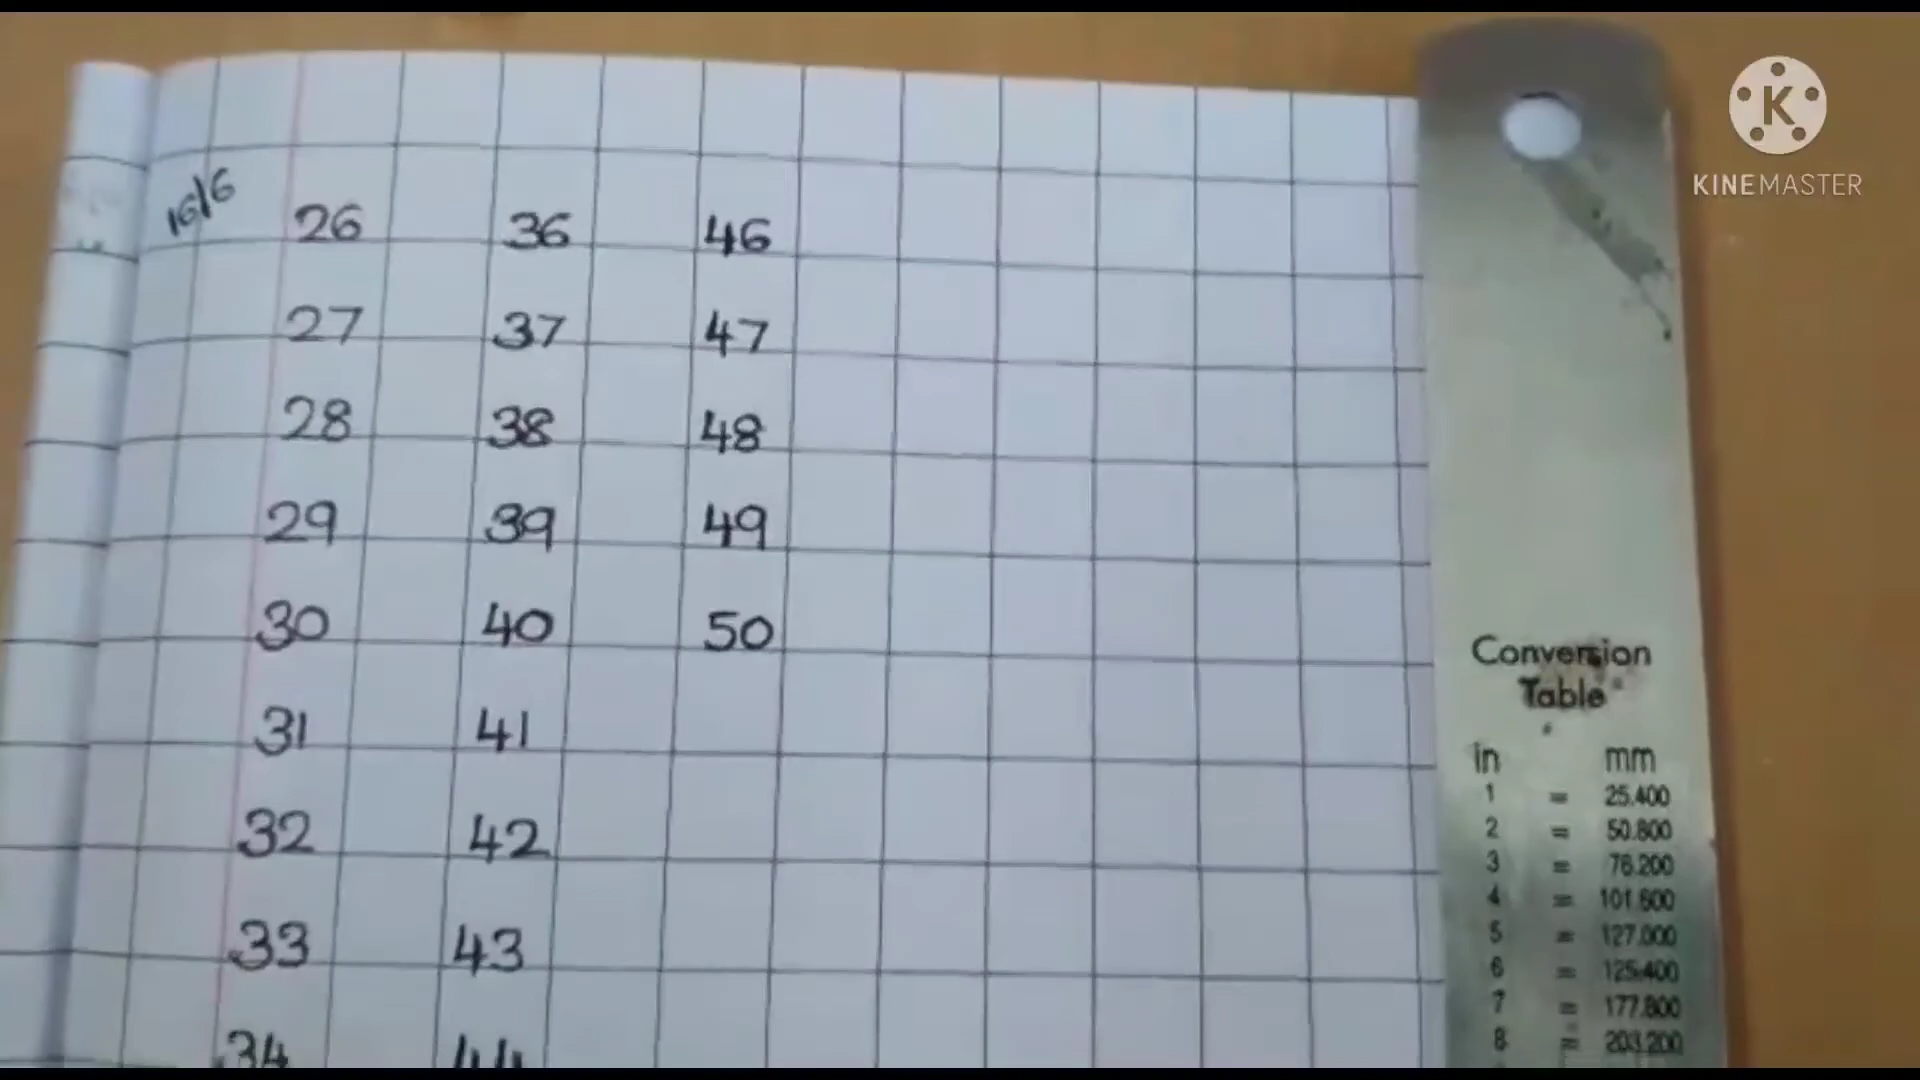 16/6 26 36 46
27 37 47
28 38 48
29 39 49
30 40 50
31 41
32 42
33 43
34 44
K
KINEMASTER
Conversion
Table
in mm
1 = 25.400
2 = 50.800
3 = 76.200
4 = 101.600
5 = 127.000
6 = 125.400
7 = 177.800
8 = 203.200